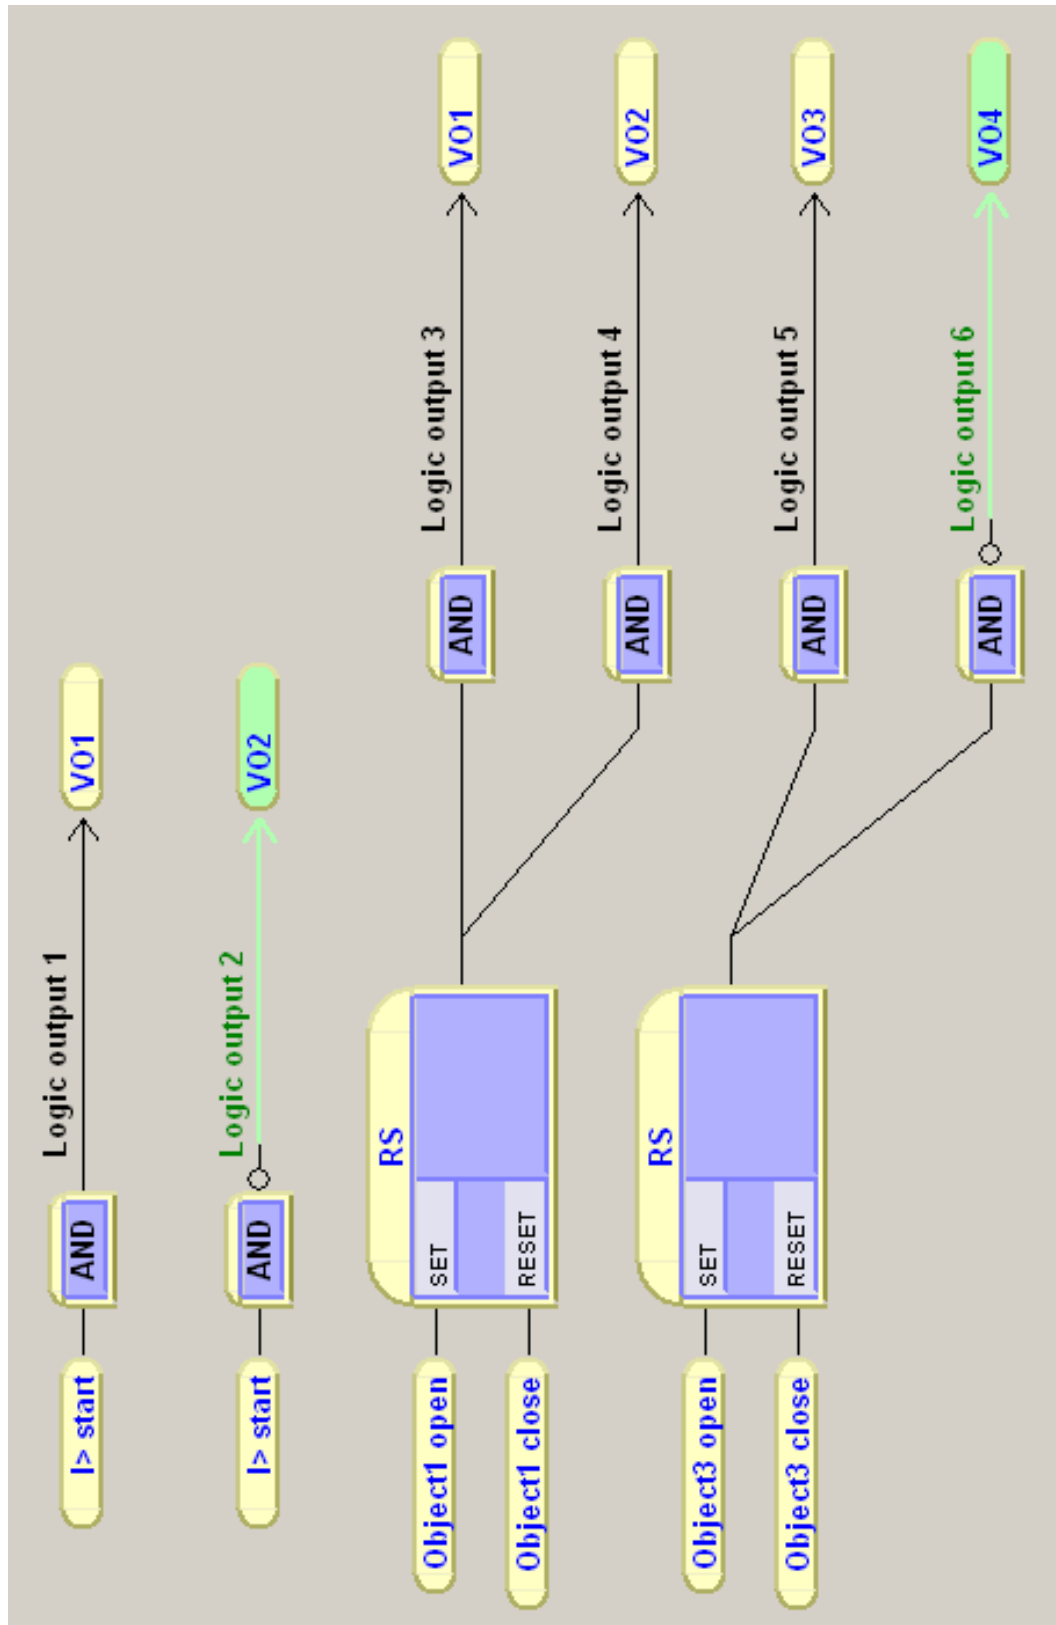 I> start
AND
Logic output 1
VO1
I> start
AND
Logic output 2
VO2
Object1 open
Object1 close
SET
RESET
RS
AND
Logic output 3
VO1
AND
Logic output 4
VO2
Object3 open
Object3 close
SET
RESET
RS
AND
Logic output 5
VO3
AND
Logic output 6
VO4